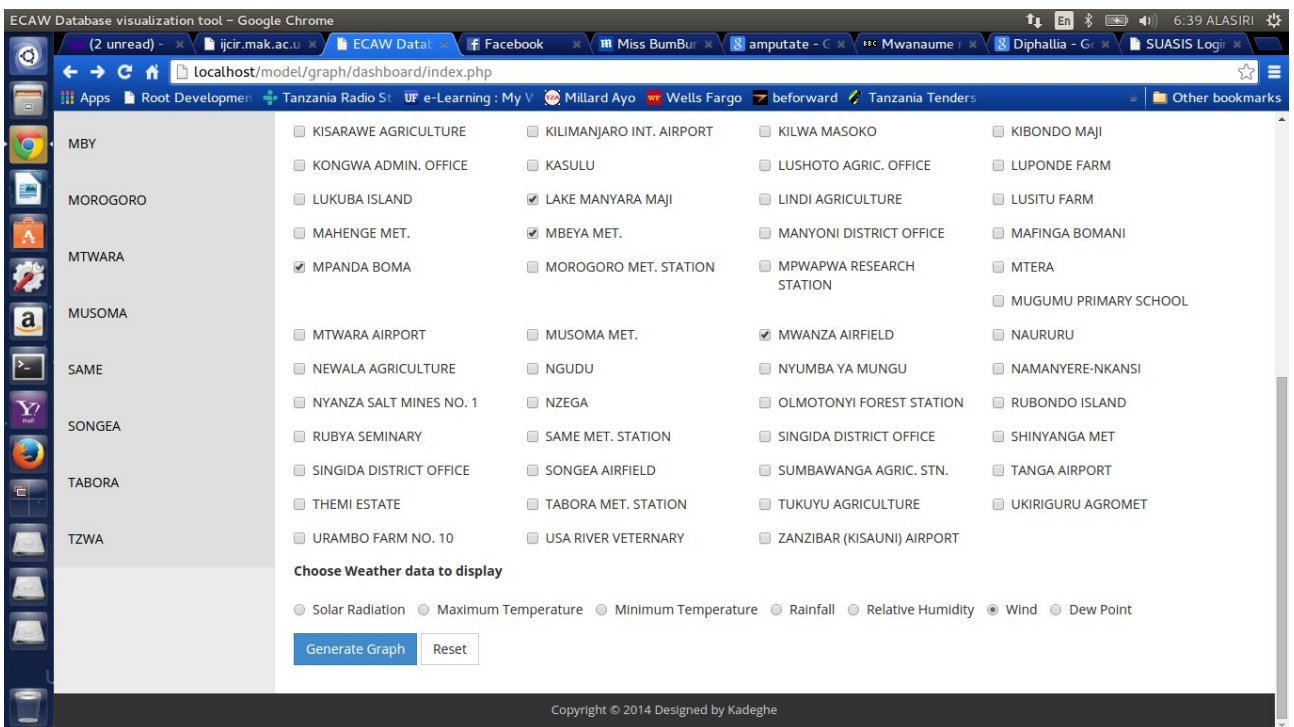 ECAW Database visualization tool – Google Chrome
En
6:39 ALASIRI
(2 unread) -
ijcir.mak.ac.u
ECAW Datab
Facebook
Miss BumBur
amputate - G
Mwanaume
Diphallia - Go
SUASIS Login
localhost/model/graph/dashboard/index.php
Apps
Root Developmen
Tanzania Radio St
UF e-Learning : My V
Millard Ayo
Wells Fargo
beforward
Tanzania Tenders
»
Other bookmarks
MBY
MOROGORO
MTWARA
MUSOMA
SAME
SONGEA
TABORA
TZWA
KISARAWE AGRICULTURE KILIMANJARO INT. AIRPORT KILWA MASOKO KIBONDO MAJI
KONGWA ADMIN. OFFICE KASULU LUSHOTO AGRIC. OFFICE LUPONDE FARM
LUKUBA ISLAND LAKE MANYARA MAJI LINDI AGRICULTURE LUSITU FARM
MAHENGE MET. MBEYA MET. MANYONI DISTRICT OFFICE MAFINGA BOMANI
MPANDA BOMA MOROGORO MET. STATION MPWAPWA RESEARCH MTERA
STATION
MUGUMU PRIMARY SCHOOL
MTWARA AIRPORT MUSOMA MET. MWANZA AIRFIELD NAURURU
NEWALA AGRICULTURE NGUDU NYUMBA YA MUNGU NAMANYERE-NKANSI
NYANZA SALT MINES NO. 1 NZEGA OLMOTONYI FOREST STATION RUBONDO ISLAND
RUBYA SEMINARY SAME MET. STATION SINGIDA DISTRICT OFFICE SHINYANGA MET
SINGIDA DISTRICT OFFICE SONGEA AIRFIELD SUMBAWANGA AGRIC. STN. TANGA AIRPORT
THEMI ESTATE TABORA MET. STATION TUKUYU AGRICULTURE UKIRIGURU AGROMET
URAMBO FARM NO. 10 USA RIVER VETERNARY ZANZIBAR (KISAUNI) AIRPORT
Choose Weather data to display
Solar Radiation Maximum Temperature Minimum Temperature Rainfall Relative Humidity Wind Dew Point
Generate Graph Reset
Copyright © 2014 Designed by Kadeghe